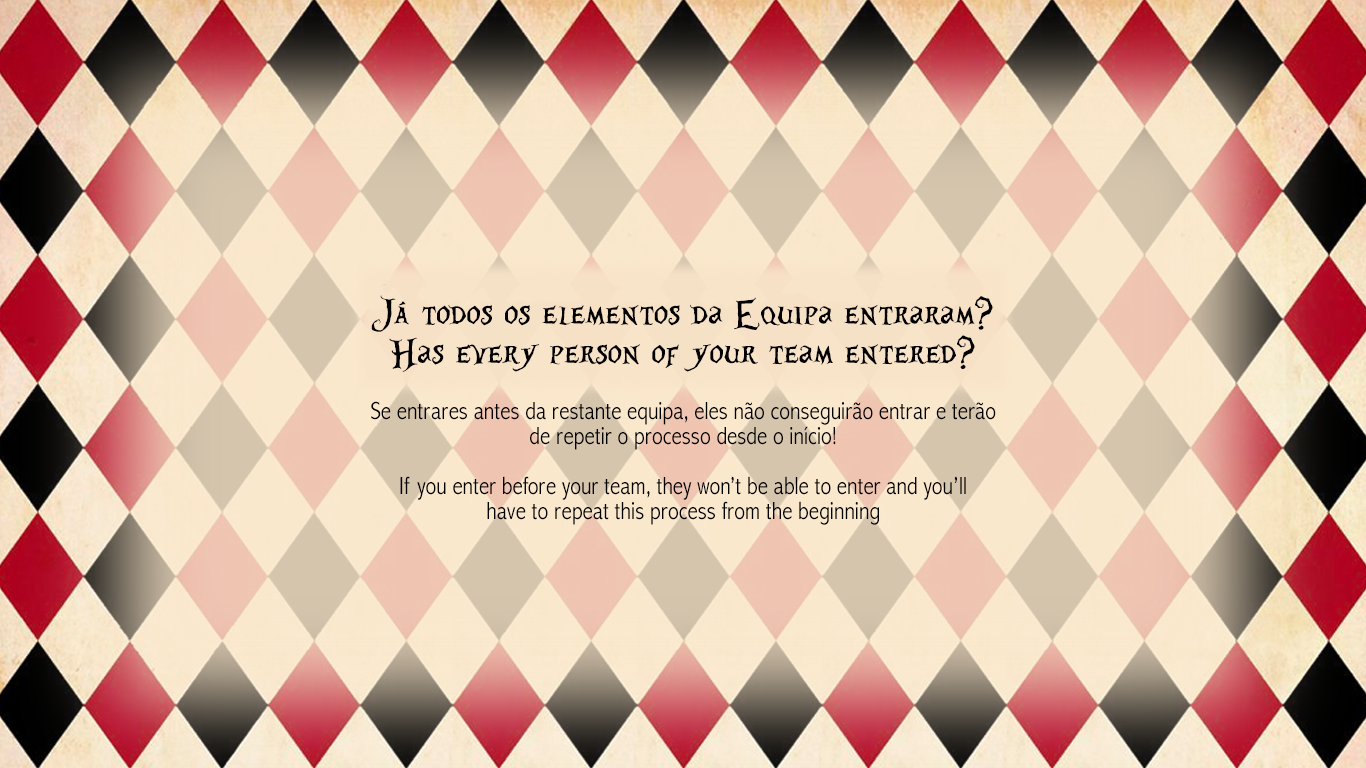 Já todos os elementos da Equipa entraram?
Has every person of your team entered?
Se entrares antes da restante equipa, eles não conseguirão entrar e terão
de repetir o processo desde o início!
If you enter before your team, they won't be able to enter and you'll
have to repeat this process from the beginning